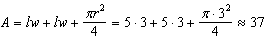 A = lw + lw + πr²/4 = 5 · 3 + 5 · 3 + π · 3²/4 ≈ 37